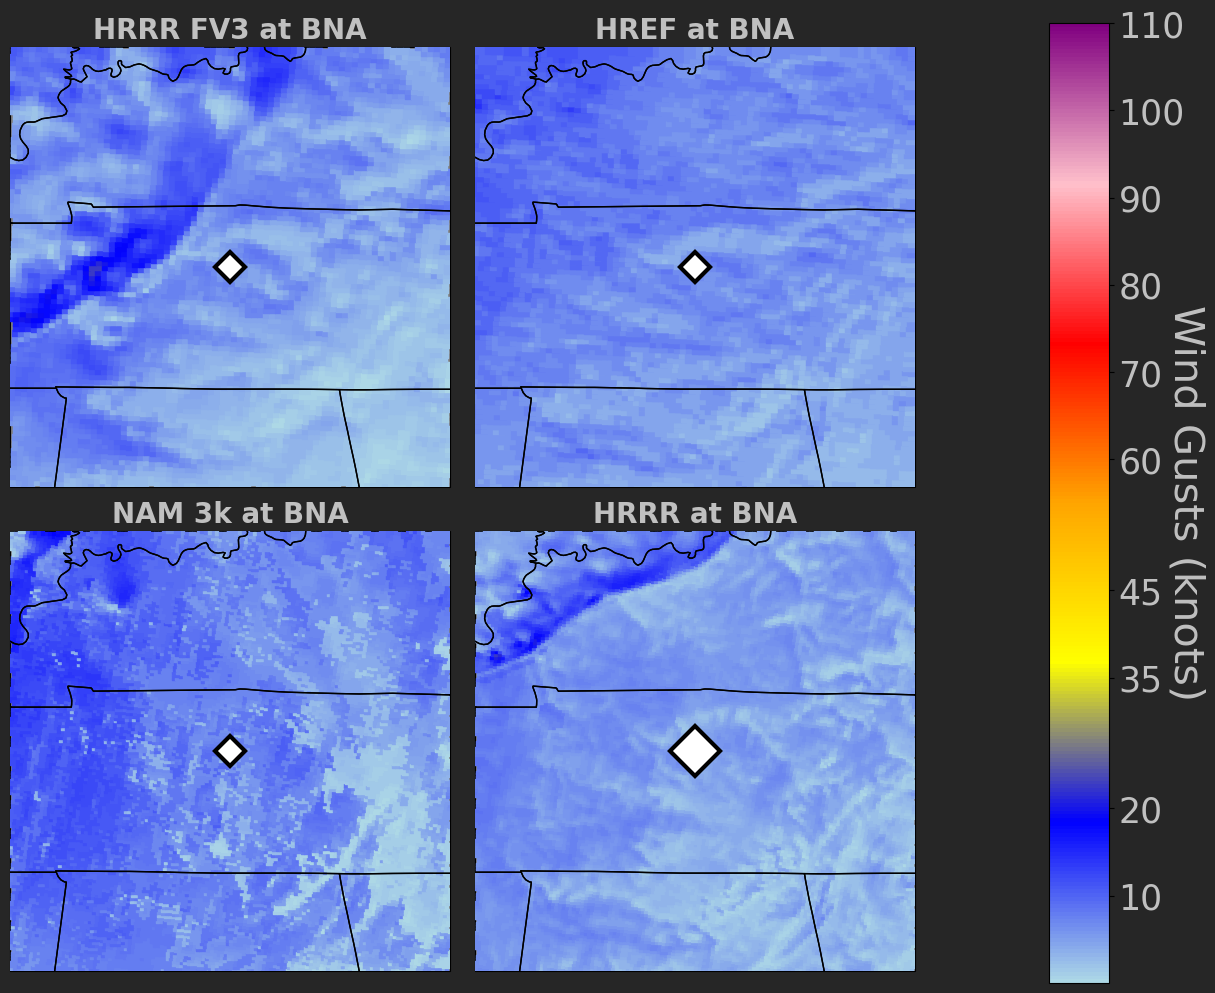 HRRR FV3 at BNA
HREF at BNA
NAM 3k at BNA
HRRR at BNA
110
100
90
80
70
60
45
35
20
10
Wind Gusts (knots)